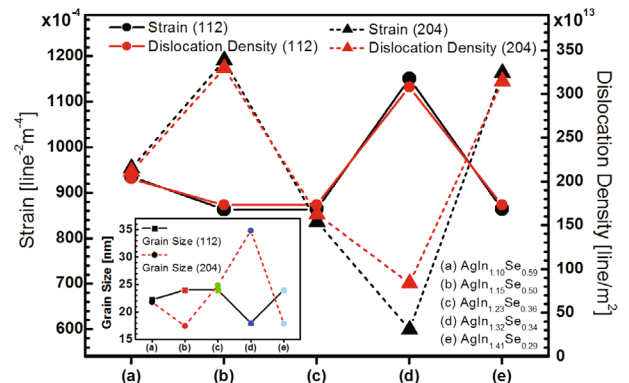 x10⁻⁴
x10¹³
Strain (112)
Strain (204)
Dislocation Density (112)
Dislocation Density (204)
1200
1100
1000
900
800
700
600
Strain [line⁻²m⁻⁴]
350
300
250
200
150
100
50
0
Dislocation Density [line/m²]
35
30
25
20
15
Grain Size [nm]
Grain Size (112)
Grain Size (204)
(a) (b) (c) (d) (e)
(a) AgIn₁.₁₀Se₀.₅₉
(b) AgIn₁.₁₅Se₀.₅₀
(c) AgIn₁.₂₃Se₀.₃₆
(d) AgIn₁.₃₂Se₀.₃₄
(e) AgIn₁.₄₁Se₀.₂₉
(a) (b) (c) (d) (e)